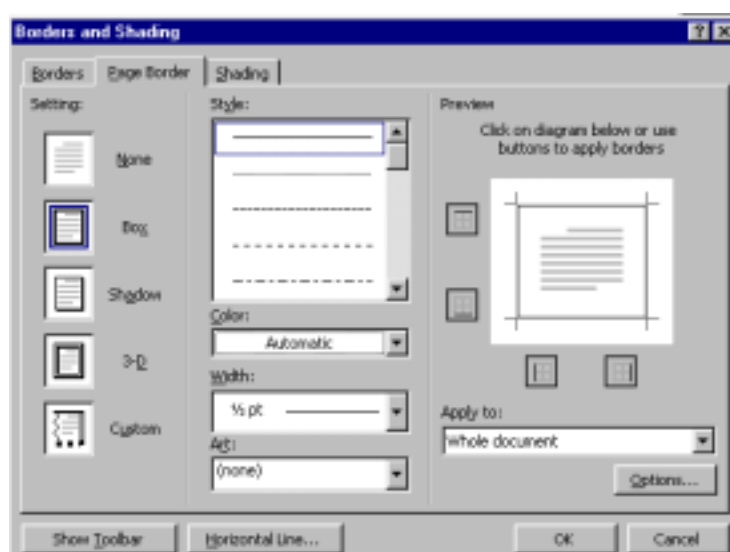 Borders and Shading
Borders
Page Border
Shading
Setting:
None
Box
Shadow
3-D
Custom
Style:
Color:
Automatic
Width:
½ pt
Art:
(none)
Preview
Click on diagram below or use
buttons to apply borders
Apply to:
Whole document
Options...
Show Toolbar
Horizontal Line...
OK
Cancel